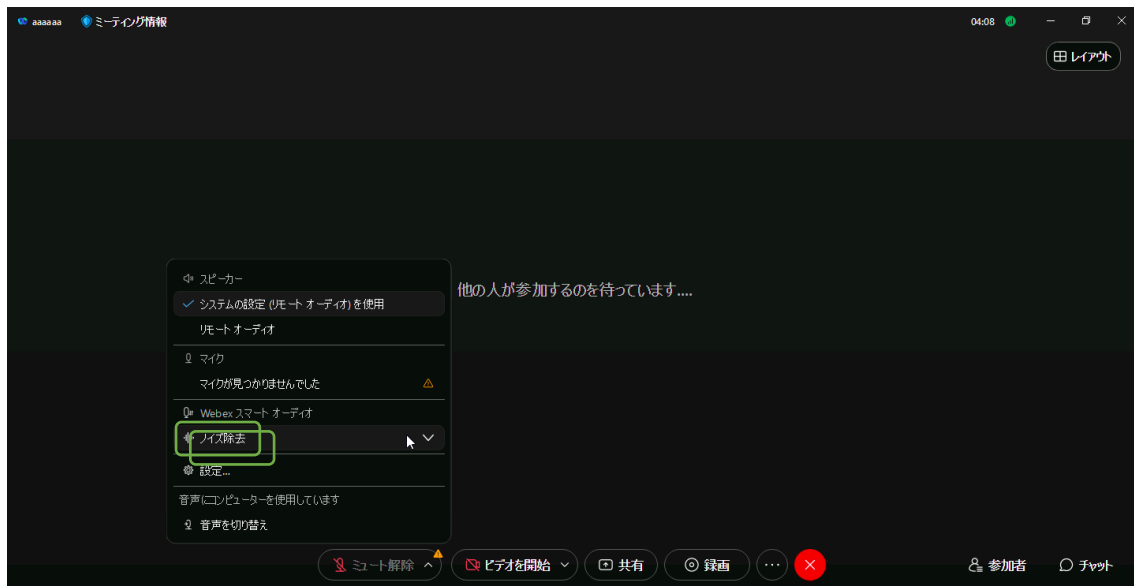 aaaaaa ミーティング情報 04:08
レイアウト
他の人が参加するのを待っています....
スピーカー
システムの設定 (リモート オーディオ) を使用
リモート オーディオ
マイク
マイクが見つかりませんでした
Webex スマート オーディオ
ノイズ除去
設定...
音声にコンピューターを使用しています
音声を切り替え
ミュート解除 ビデオを開始 共有 録画 参加者 チャット